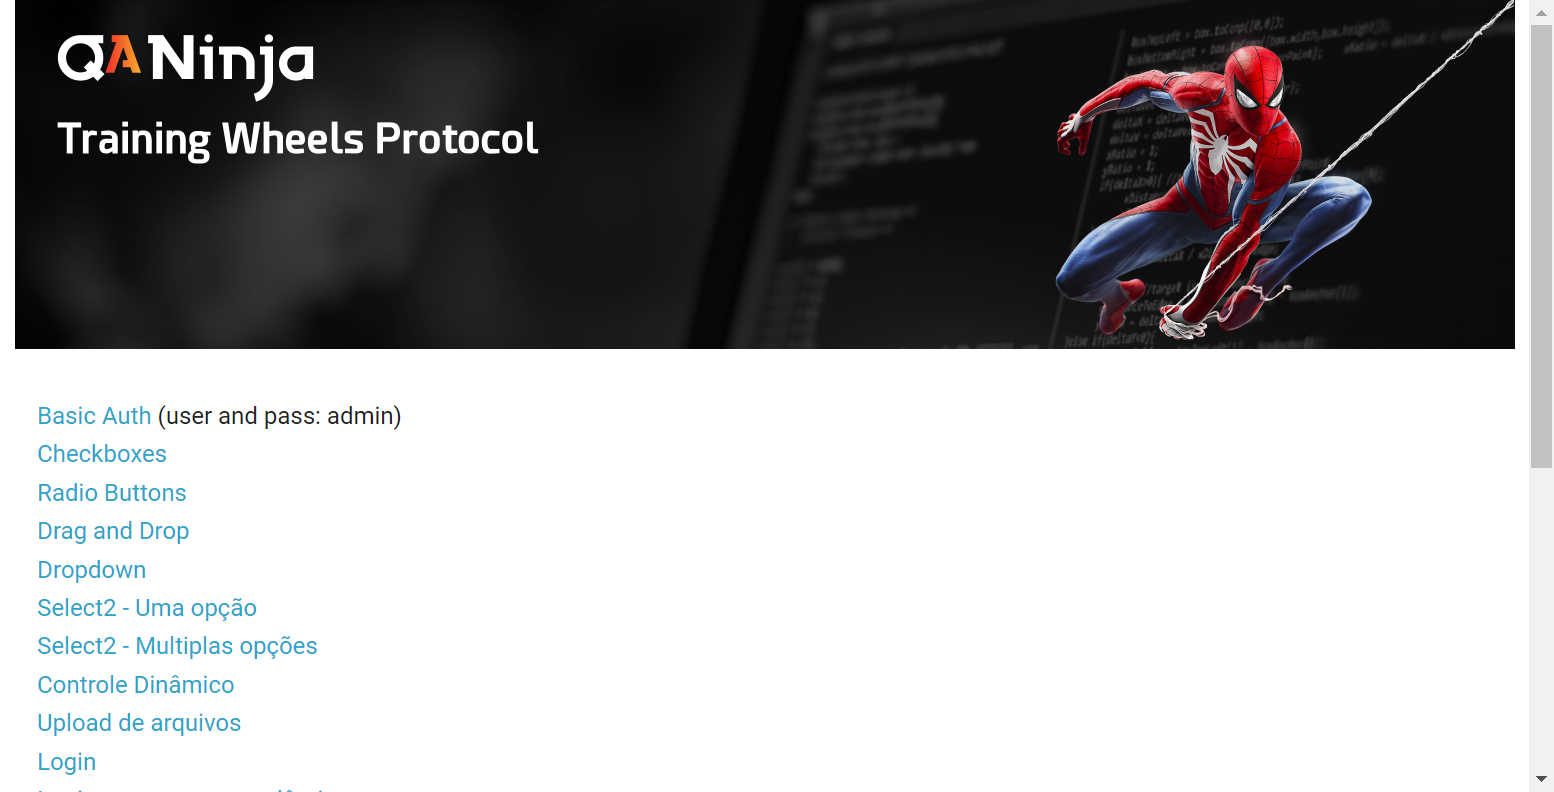 QANinja
Training Wheels Protocol
Basic Auth (user and pass: admin)
Checkboxes
Radio Buttons
Drag and Drop
Dropdown
Select2 - Uma opção
Select2 - Multiplas opções
Controle Dinâmico
Upload de arquivos
Login